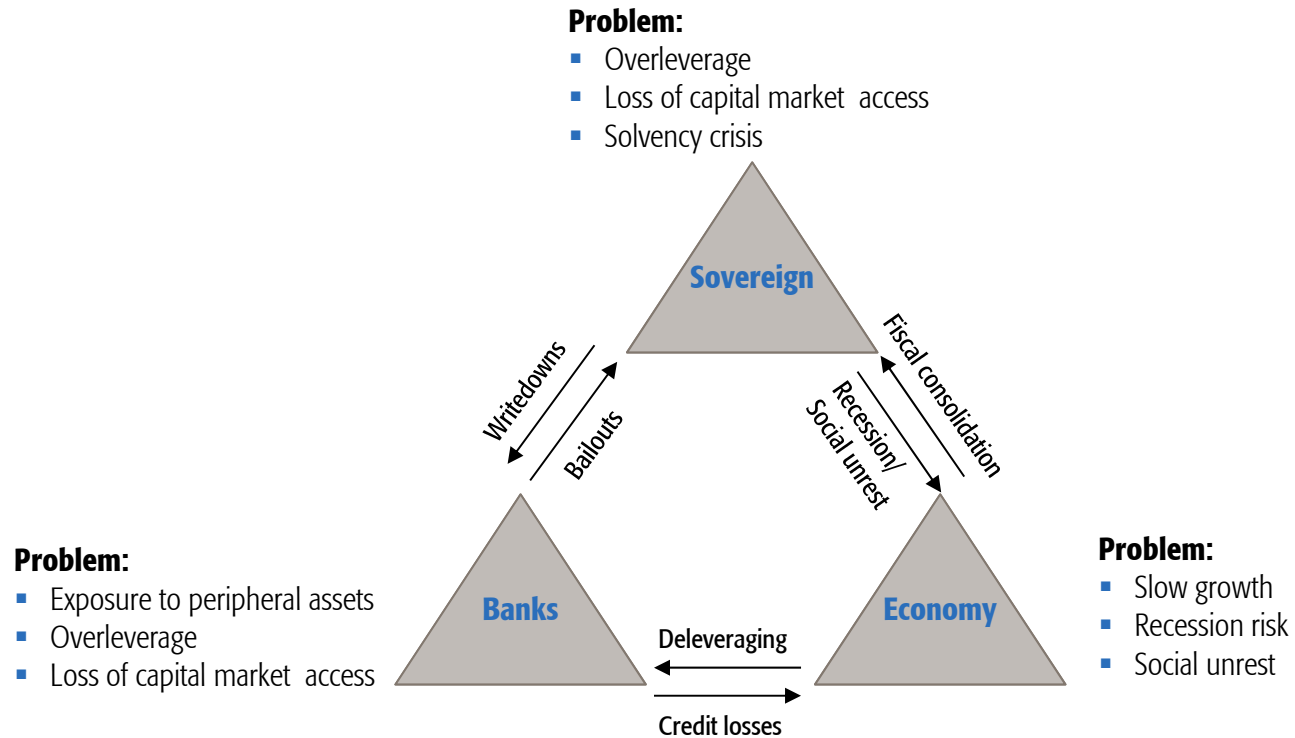 Problem:
▪ Overleverage
▪ Loss of capital market access
▪ Solvency crisis
Sovereign
Writedowns
Bailouts
Recession/
Social unrest
Fiscal consolidation
Problem:
▪ Exposure to peripheral assets
▪ Overleverage
▪ Loss of capital market access
Banks
Deleveraging
Credit losses
Economy
Problem:
▪ Slow growth
▪ Recession risk
▪ Social unrest